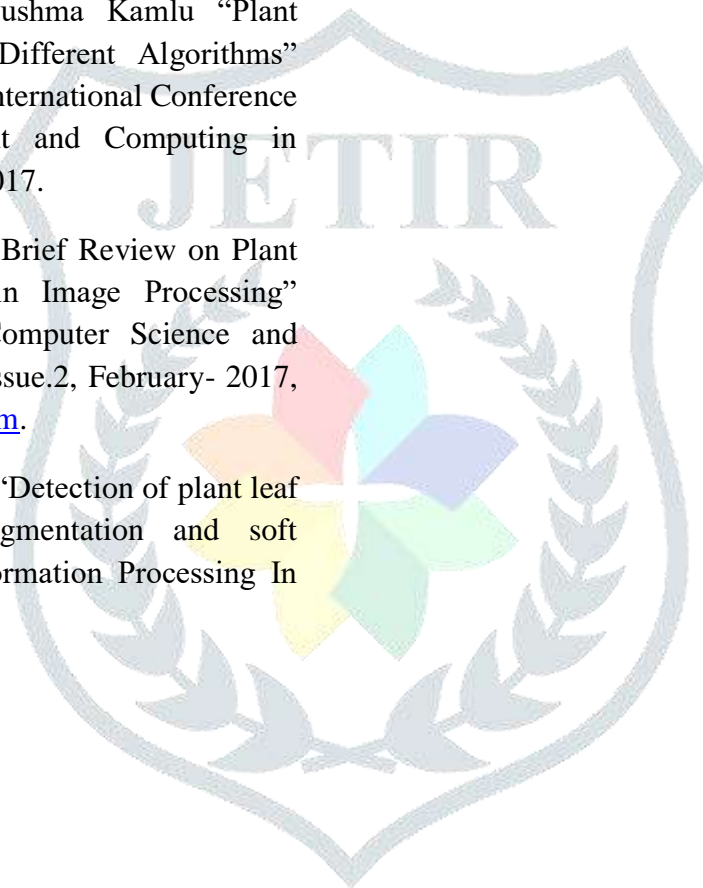 ushma Kamlu “Plant
Different Algorithms”
nternational Conference
t and Computing in
017.
Brief Review on Plant
n Image Processing”
omputer Science and
ssue.2, February- 2017,
m.
“Detection of plant leaf
gmentation and soft
ormation Processing In
JETIR